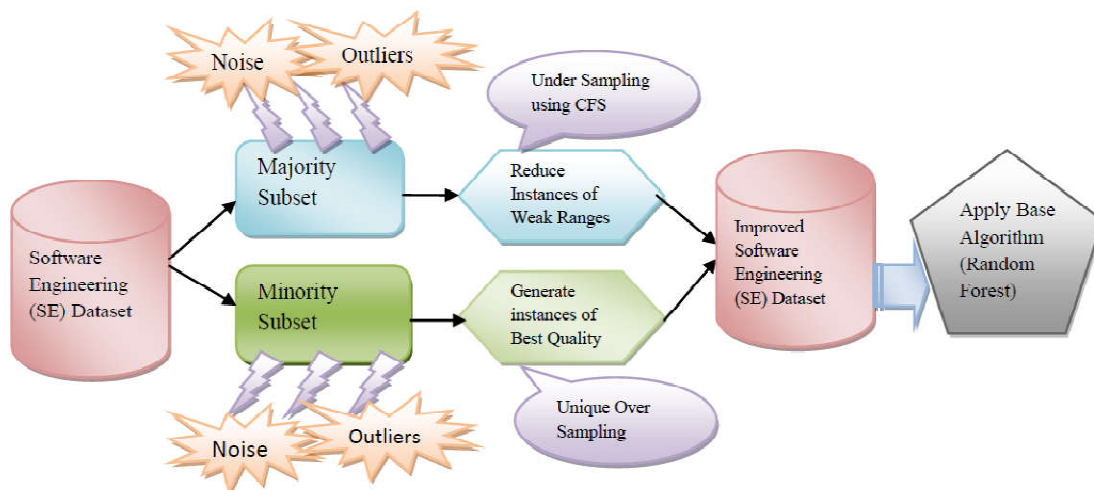 Noise
Outliers
Under Sampling
using CFS
Majority
Subset
Reduce
Instances of
Weak Ranges
Software
Engineering
(SE) Dataset
Improved
Software
Engineering
(SE) Dataset
Apply Base
Algorithm
(Random
Forest)
Minority
Subset
Generate
instances of
Best Quality
Unique Over
Sampling
Noise
Outliers